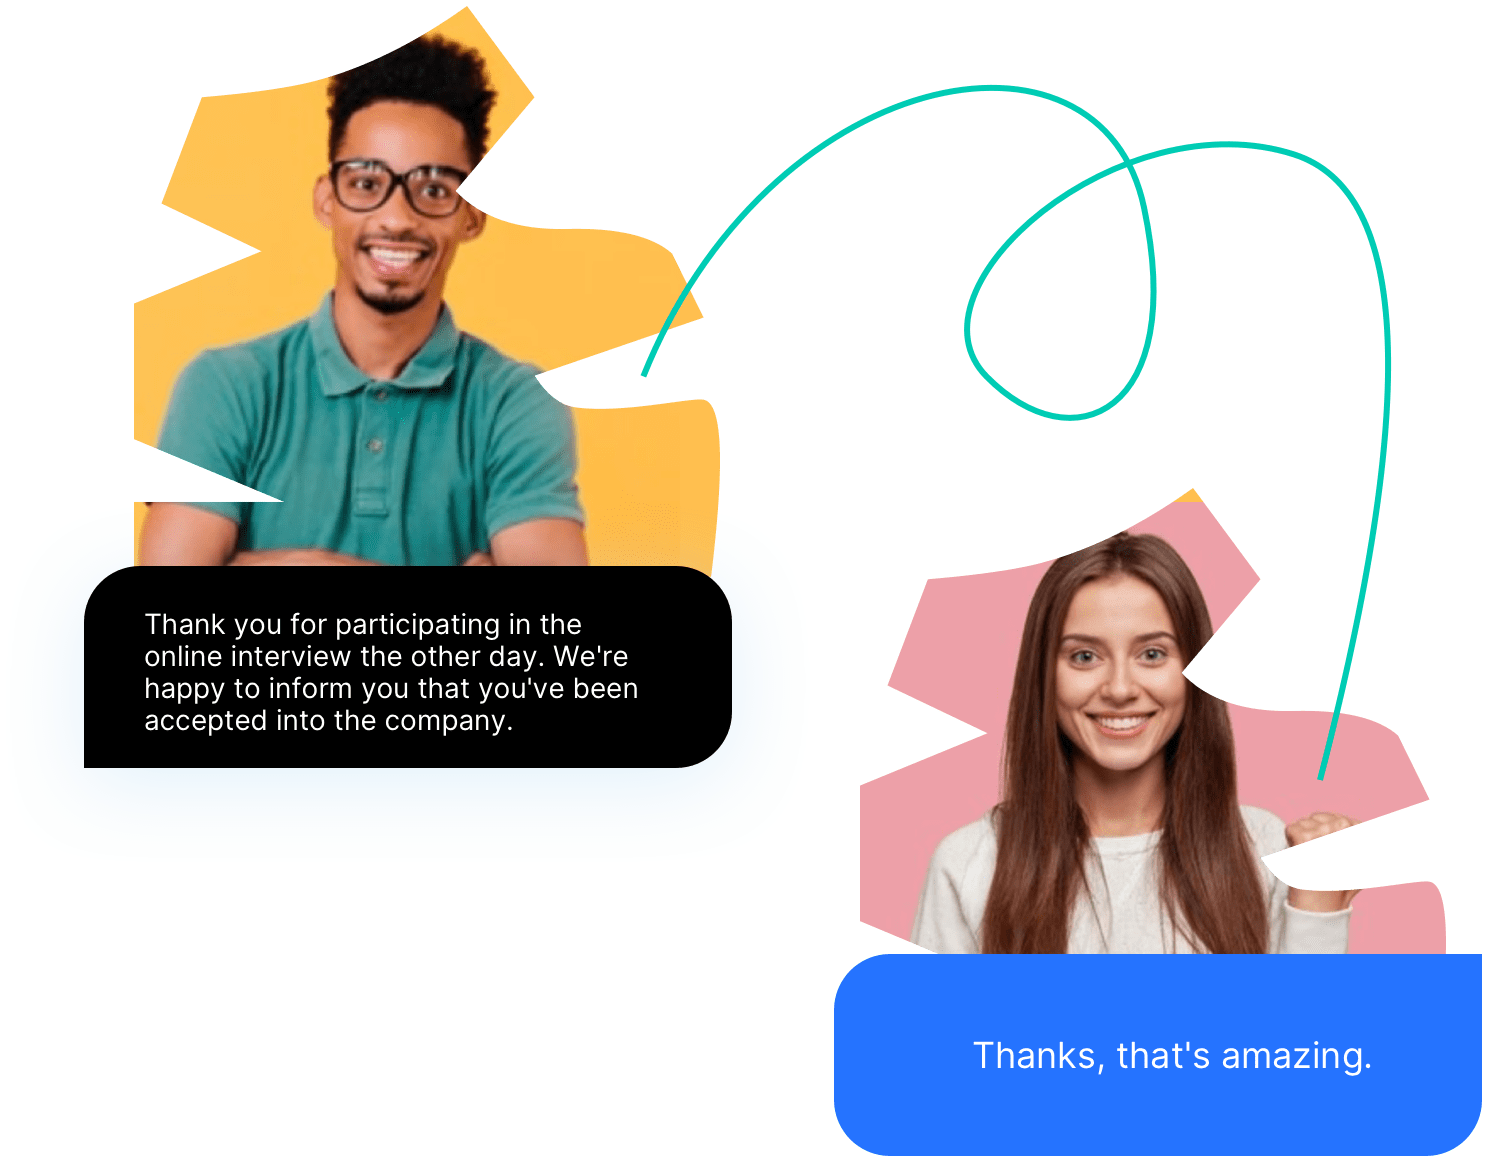 Thank you for participating in the
online interview the other day. We're
happy to inform you that you've been
accepted into the company.
Thanks, that's amazing.